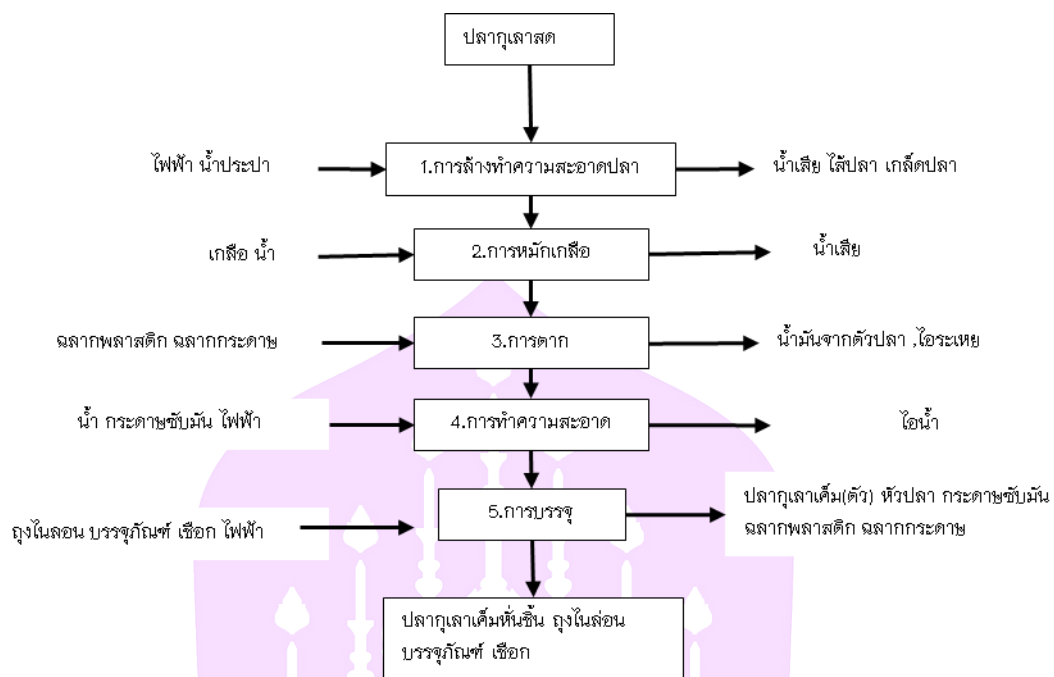 ปลากุเลาสด
ไฟฟ้า น้ำประปา
1.การล้างทำความสะอาดปลา
น้ำเสีย ไส้ปลา เกล็ดปลา
เกลือ น้ำ
2.การหมักเกลือ
น้ำเสีย
ฉลากพลาสติก ฉลากกระดาษ
3.การตาก
น้ำมันจากตัวปลา ,ไอระเหย
น้ำ กระดาษซับมัน ไฟฟ้า
4.การทำความสะอาด
ไอน้ำ
ถุงไนลอน บรรจุภัณฑ์ เชือก ไฟฟ้า
5.การบรรจุ
ปลากุเลาเค็ม(ตัว) หัวปลา กระดาษซับมัน
ฉลากพลาสติก ฉลากกระดาษ
ปลากุเลาเค็มหั่นชิ้น ถุงไนล่อน
บรรจุภัณฑ์ เชือก